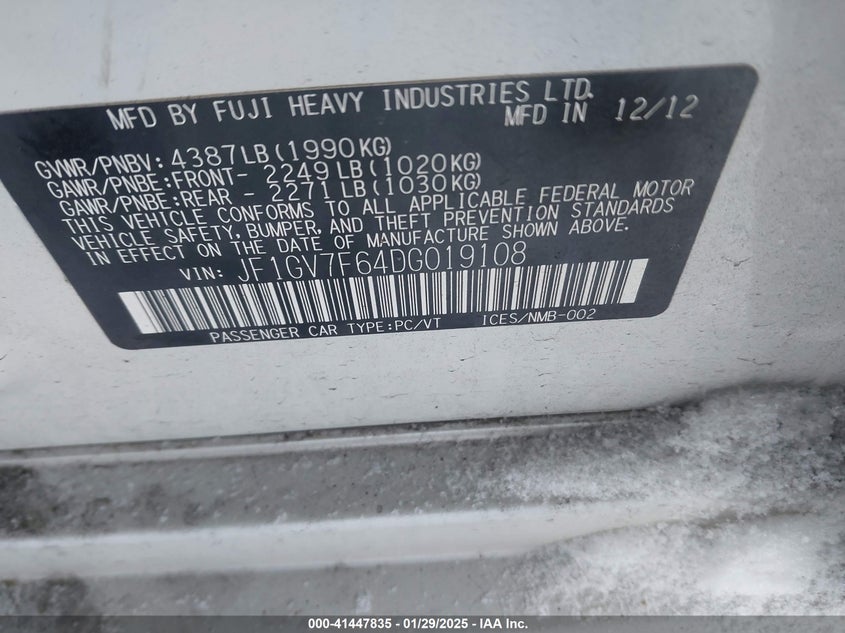 MFD BY FUJI HEAVY INDUSTRIES LTD.
MFD IN 12/12
GVWR/PNBV: 4387LB(1990KG)
GAWR/PNBE:FRONT- 2249LB(1020KG)
GAWR/PNBE:REAR - 2271LB(1030KG)
THIS VEHICLE CONFORMS TO ALL APPLICABLE FEDERAL MOTOR
VEHICLE SAFETY, BUMPER, AND THEFT PREVENTION STANDARDS
IN EFFECT ON THE DATE OF MANUFACTURE SHOWN ABOVE.
VIN: JF1GV7F64DG019108
PASSENGER CAR TYPE:PC/VT ICES/NMB-002
000-41447835 - 01/29/2025 - IAA Inc.